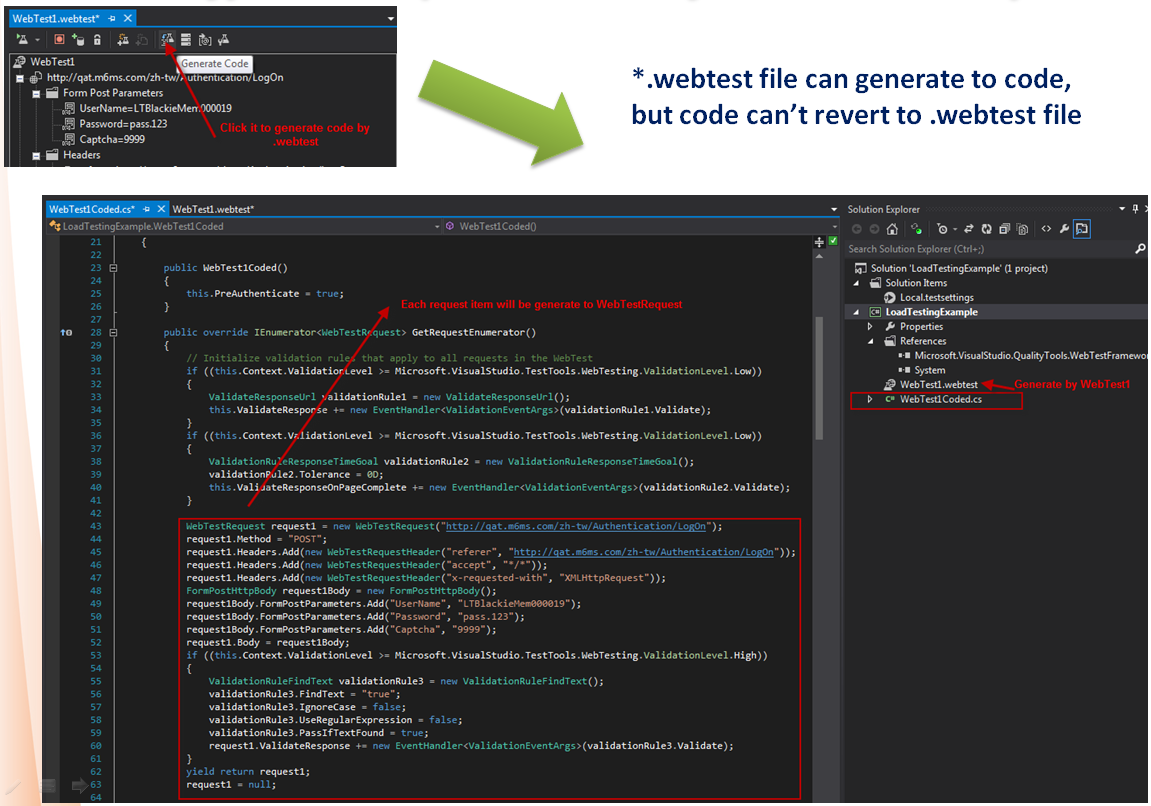 WebTest1.webtest*
Generate Code
WebTest1
http://qat.m6ms.com/zh-tw/Authentication/LogOn
Form Post Parameters
UserName=LTBlackieMem000019
Password=pass.123
Captcha=9999
Headers
Click it to generate code by
.webtest
*.webtest file can generate to code,
but code can’t revert to .webtest file
WebTest1Coded.cs* WebTest1.webtest*
LoadTestingExample.WebTest1Coded WebTest1Coded()
21 {
22
23 public WebTest1Coded()
24 {
25 this.PreAuthenticate = true;
26 }
27
28 public override IEnumerator<WebTestRequest> GetRequestEnumerator()
29 {
30 // Initialize validation rules that apply to all requests in the WebTest
31 if ((this.Context.ValidationLevel >= Microsoft.VisualStudio.TestTools.WebTesting.ValidationLevel.Low))
32 {
33 ValidateResponseUrl validationRule1 = new ValidateResponseUrl();
34 this.ValidateResponse += new EventHandler<ValidationEventArgs>(validationRule1.Validate);
35 }
36 if ((this.Context.ValidationLevel >= Microsoft.VisualStudio.TestTools.WebTesting.ValidationLevel.Low))
37 {
38 ValidationRuleResponseTimeGoal validationRule2 = new ValidationRuleResponseTimeGoal();
39 validationRule2.Tolerance = 0D;
40 this.ValidateResponseOnPageComplete += new EventHandler<ValidationEventArgs>(validationRule2.Validate);
41 }
42
43 WebTestRequest request1 = new WebTestRequest("http://qat.m6ms.com/zh-tw/Authentication/LogOn");
44 request1.Method = "POST";
45 request1.Headers.Add(new WebTestRequestHeader("referer", "http://qat.m6ms.com/zh-tw/Authentication/LogOn"));
46 request1.Headers.Add(new WebTestRequestHeader("accept", "*/*"));
47 request1.Headers.Add(new WebTestRequestHeader("x-requested-with", "XMLHttpRequest"));
48 FormPostHttpBody request1Body = new FormPostHttpBody();
49 request1Body.FormPostParameters.Add("UserName", "LTBlackieMem000019");
50 request1Body.FormPostParameters.Add("Password", "pass.123");
51 request1Body.FormPostParameters.Add("Captcha", "9999");
52 request1.Body = request1Body;
53 if ((this.Context.ValidationLevel >= Microsoft.VisualStudio.TestTools.WebTesting.ValidationLevel.High))
54 {
55 ValidationRuleFindText validationRule3 = new ValidationRuleFindText();
56 validationRule3.FindText = "true";
57 validationRule3.IgnoreCase = false;
58 validationRule3.UseRegularExpression = false;
59 validationRule3.PassIfTextFound = true;
60 request1.ValidateResponse += new EventHandler<ValidationEventArgs>(validationRule3.Validate);
61 }
62 yield return request1;
63 request1 = null;
64
Each request item will be generate to WebTestRequest
Solution Explorer
Search Solution Explorer (Ctrl+;)
Solution 'LoadTestingExample' (1 project)
Solution Items
Local.testsettings
LoadTestingExample
Properties
References
Microsoft.VisualStudio.QualityTools.WebTestFramewo
System
WebTest1.webtest
Generate by WebTest1
WebTest1Coded.cs